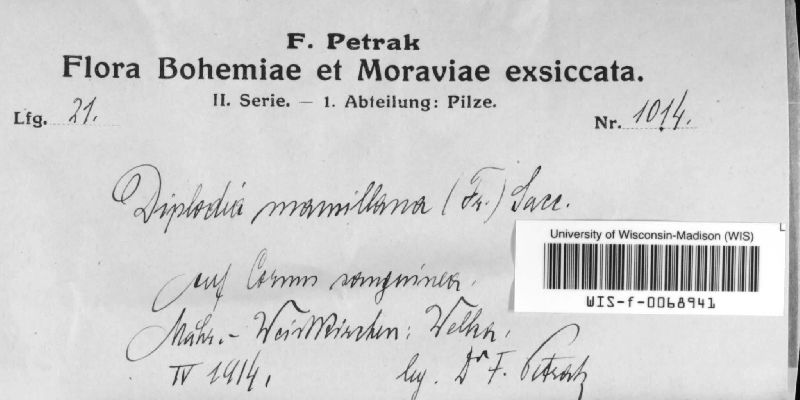 F. Petrak
Flora Bohemiae et Moraviae exsiccata.
II. Serie. — 1. Abteilung: Pilze.
Lfg. 21.
Nr. 1014.
Diplodia mamillana (Fr.) Sacc.
University of Wisconsin-Madison (WIS)
WIS-f-0068941
auf Cornus sanguinea.
Mähr.-Weisskirchen: Welka,
IV 1914, leg. Dr F. Petrak